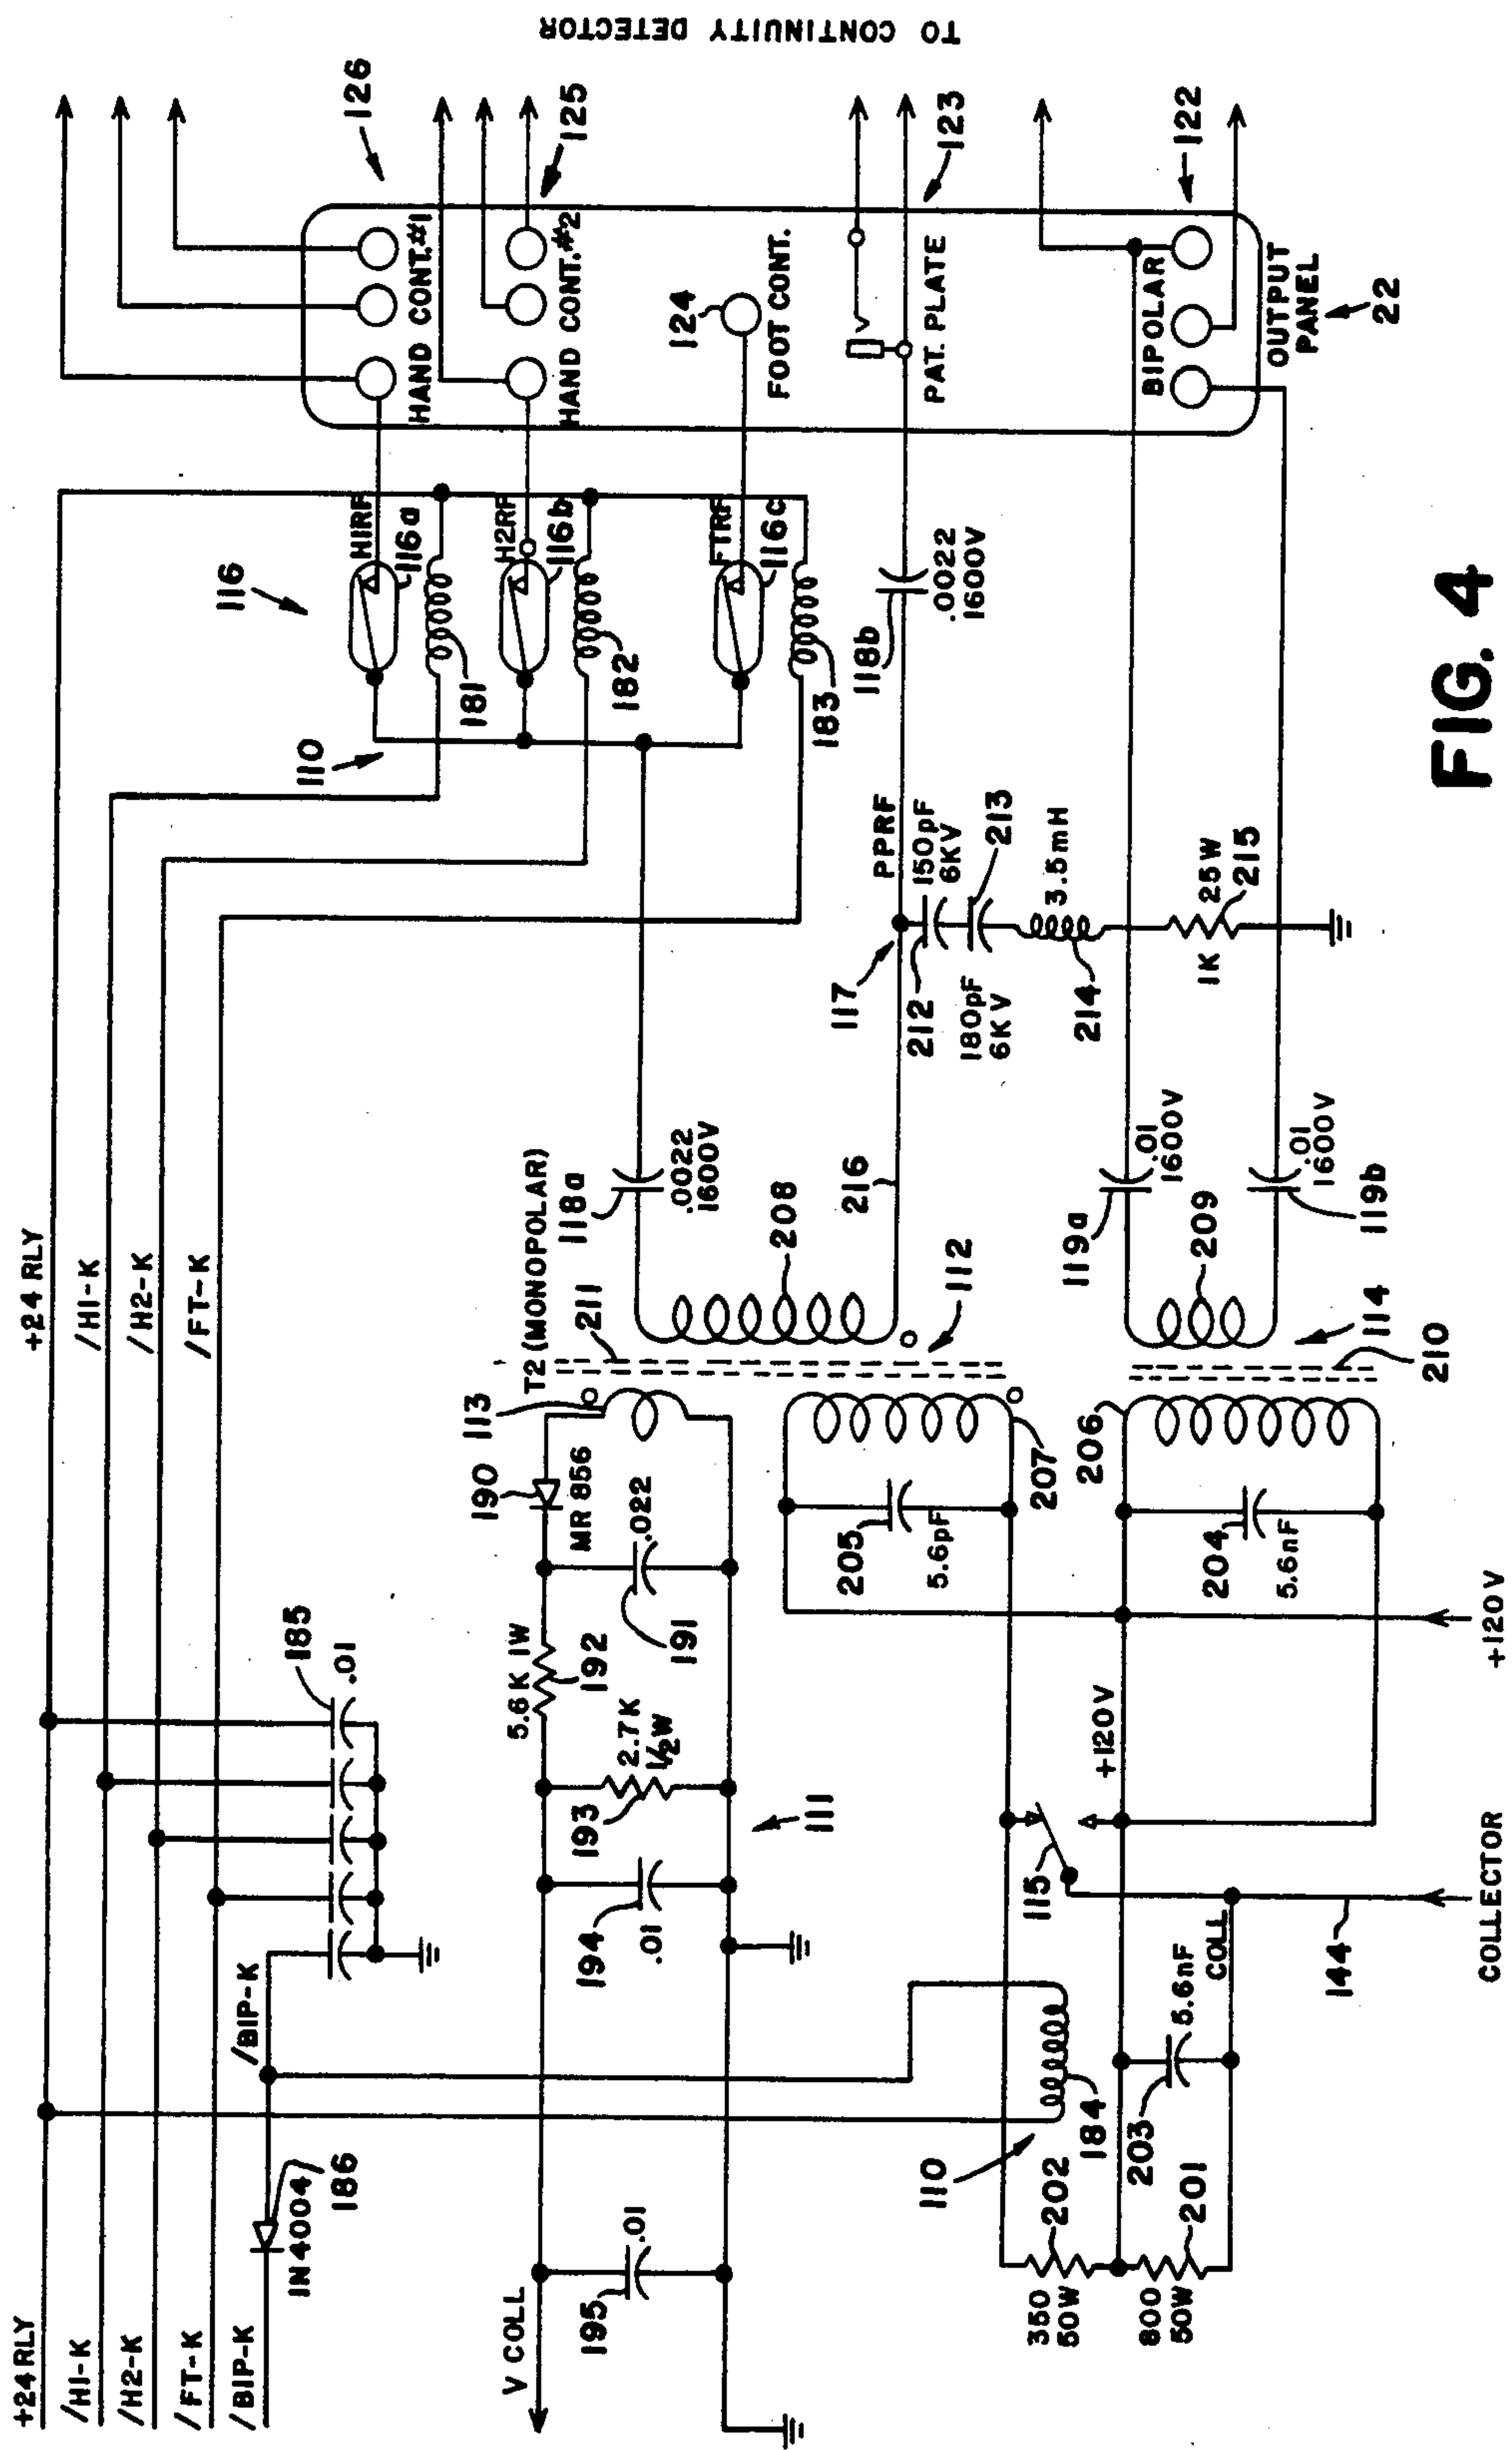 TO CONTINUITY DETECTOR
126
125
123
122
HAND CONT.#1
HAND CONT.#2
124
FOOT CONT.
PAT. PLATE
BIPOLAR
OUTPUT
PANEL
22
116
H1RF
116a
H2RF
116b
FTRF
116c
181
182
183
110
118b
.0022
1600V
117
PPRF
150pF
6KV
212
213
180pF
6KV
3.5mH
214
25W
215
1K
FIG. 4
+24 RLY
/H1-K
/H2-K
/FT-K
T2 (MONOPOLAR)
211
118a
.0022
1600V
208
216
112
119a
.01
1600V
209
.01
1600V
119b
114
210
113
190
MR 856
.022
191
5.6K 1W
192
2.7K
1/2W
193
111
194
.01
205
5.6pF
207
206
204
5.6nF
+120V
+120V
185
.01
115
COLL
144
COLLECTOR
/BIP-K
186
1N4004
184
110
202
350
50W
203
5.6nF
201
800
50W
195
.01
V COLL
+24RLY
/H1-K
/H2-K
/FT-K
/BIP-K